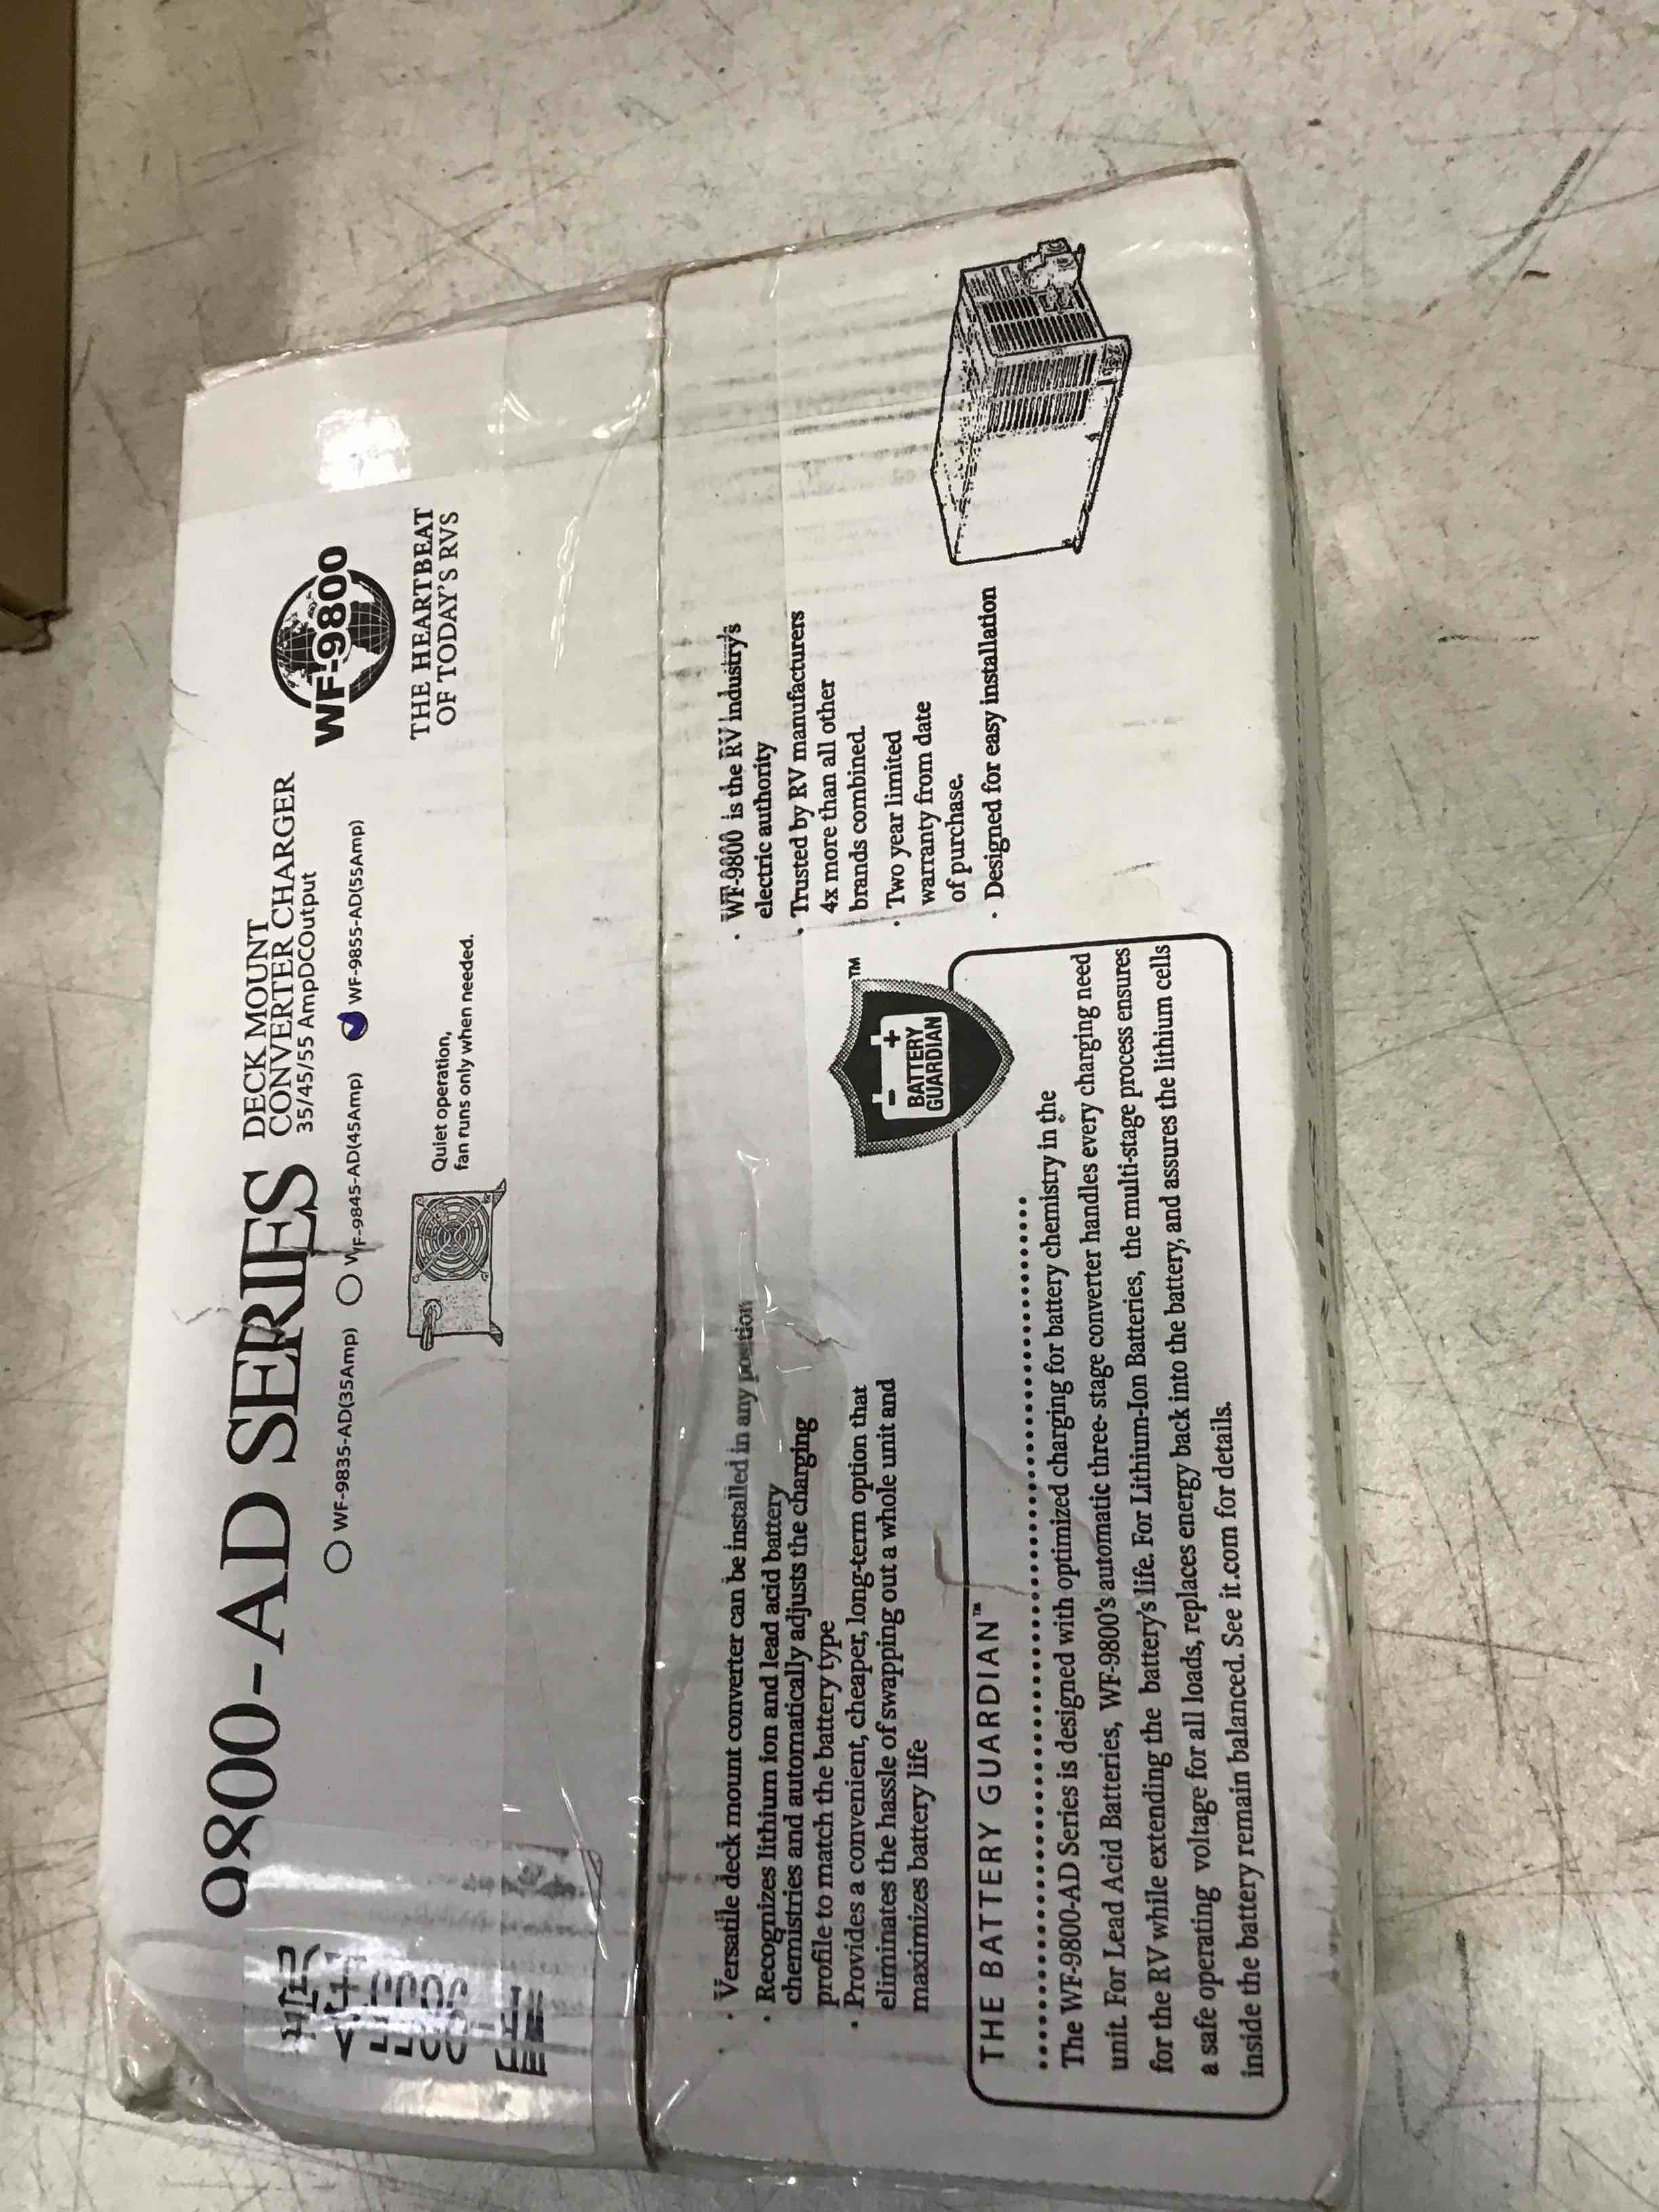 9800-AD SERIES
DECK MOUNT
CONVERTER CHARGER
35/45/55 AmpDCOutput
WF-9835-AD(35Amp)
WF-9845-AD(45Amp)
WF-9855-AD(55Amp)
WF-9800
THE HEARTBEAT
OF TODAY'S RVS
Quiet operation,
fan runs only when needed.
· Versatile deck mount converter can be installed in any position
· Recognizes lithium ion and lead acid battery
chemistries and automatically adjusts the charging
profile to match the battery type
· Provides a convenient, cheaper, long-term option that
eliminates the hassle of swapping out a whole unit and
maximizes battery life
· WF-9800 is the RV industry's
electric authority
· Trusted by RV manufacturers
4x more than all other
brands combined.
· Two year limited
warranty from date
of purchase.
· Designed for easy installation
BATTERY
GUARDIAN
TM
THE BATTERY GUARDIAN™
The WF-9800-AD Series is designed with optimized charging for battery chemistry in the
unit. For Lead Acid Batteries, WF-9800's automatic three- stage converter handles every charging need
for the RV while extending the battery's life. For Lithium-Ion Batteries, the multi-stage process ensures
a safe operating voltage for all loads, replaces energy back into the battery, and assures the lithium cells
inside the battery remain balanced. See it.com for details.